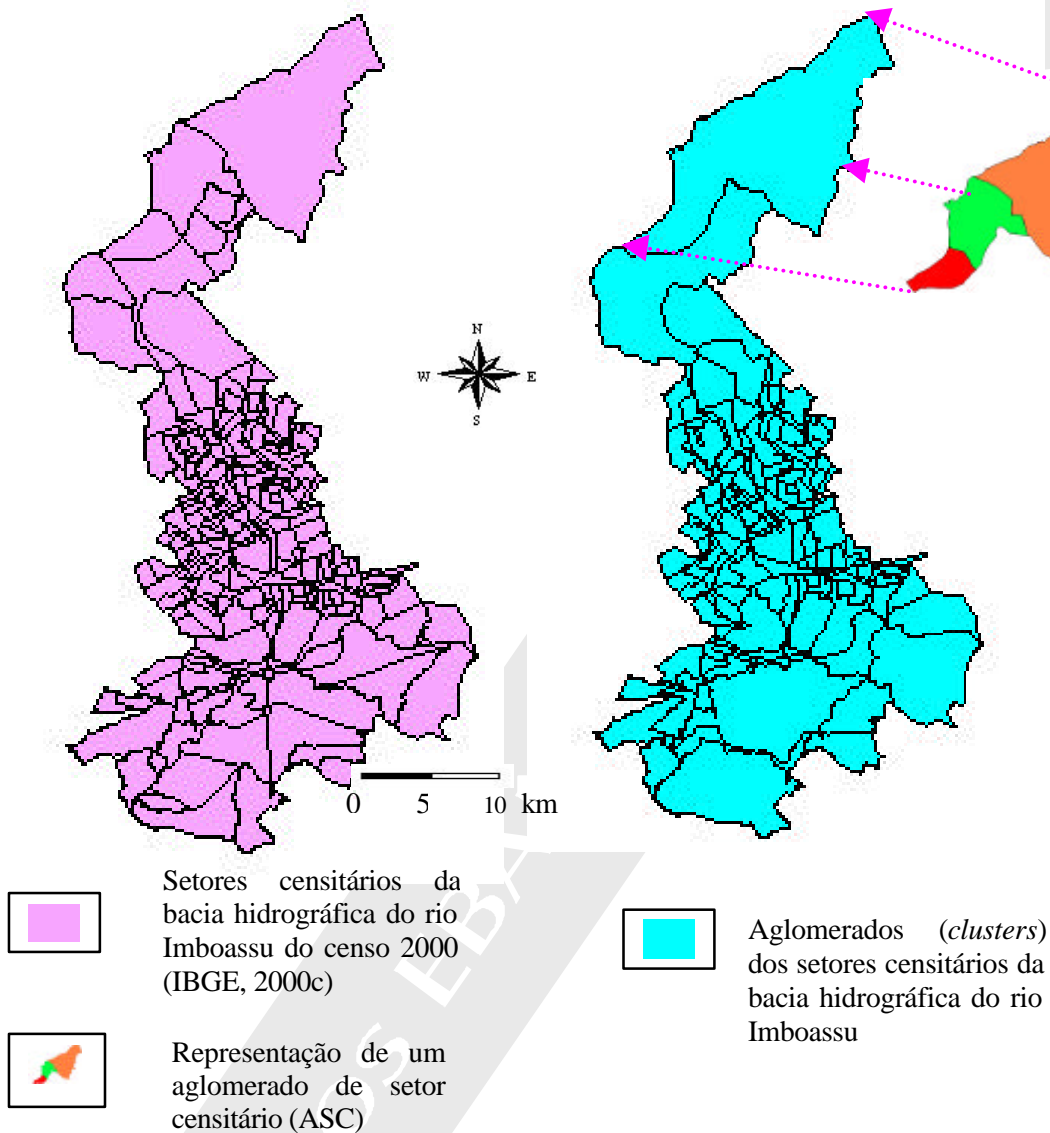 N
W E
S
0 5 10 km
Setores censitários da
bacia hidrográfica do rio
Imboassu do censo 2000
(IBGE, 2000c)
Aglomerados (clusters)
dos setores censitários da
bacia hidrográfica do rio
Imboassu
Representação de um
aglomerado de setor
censitário (ASC)